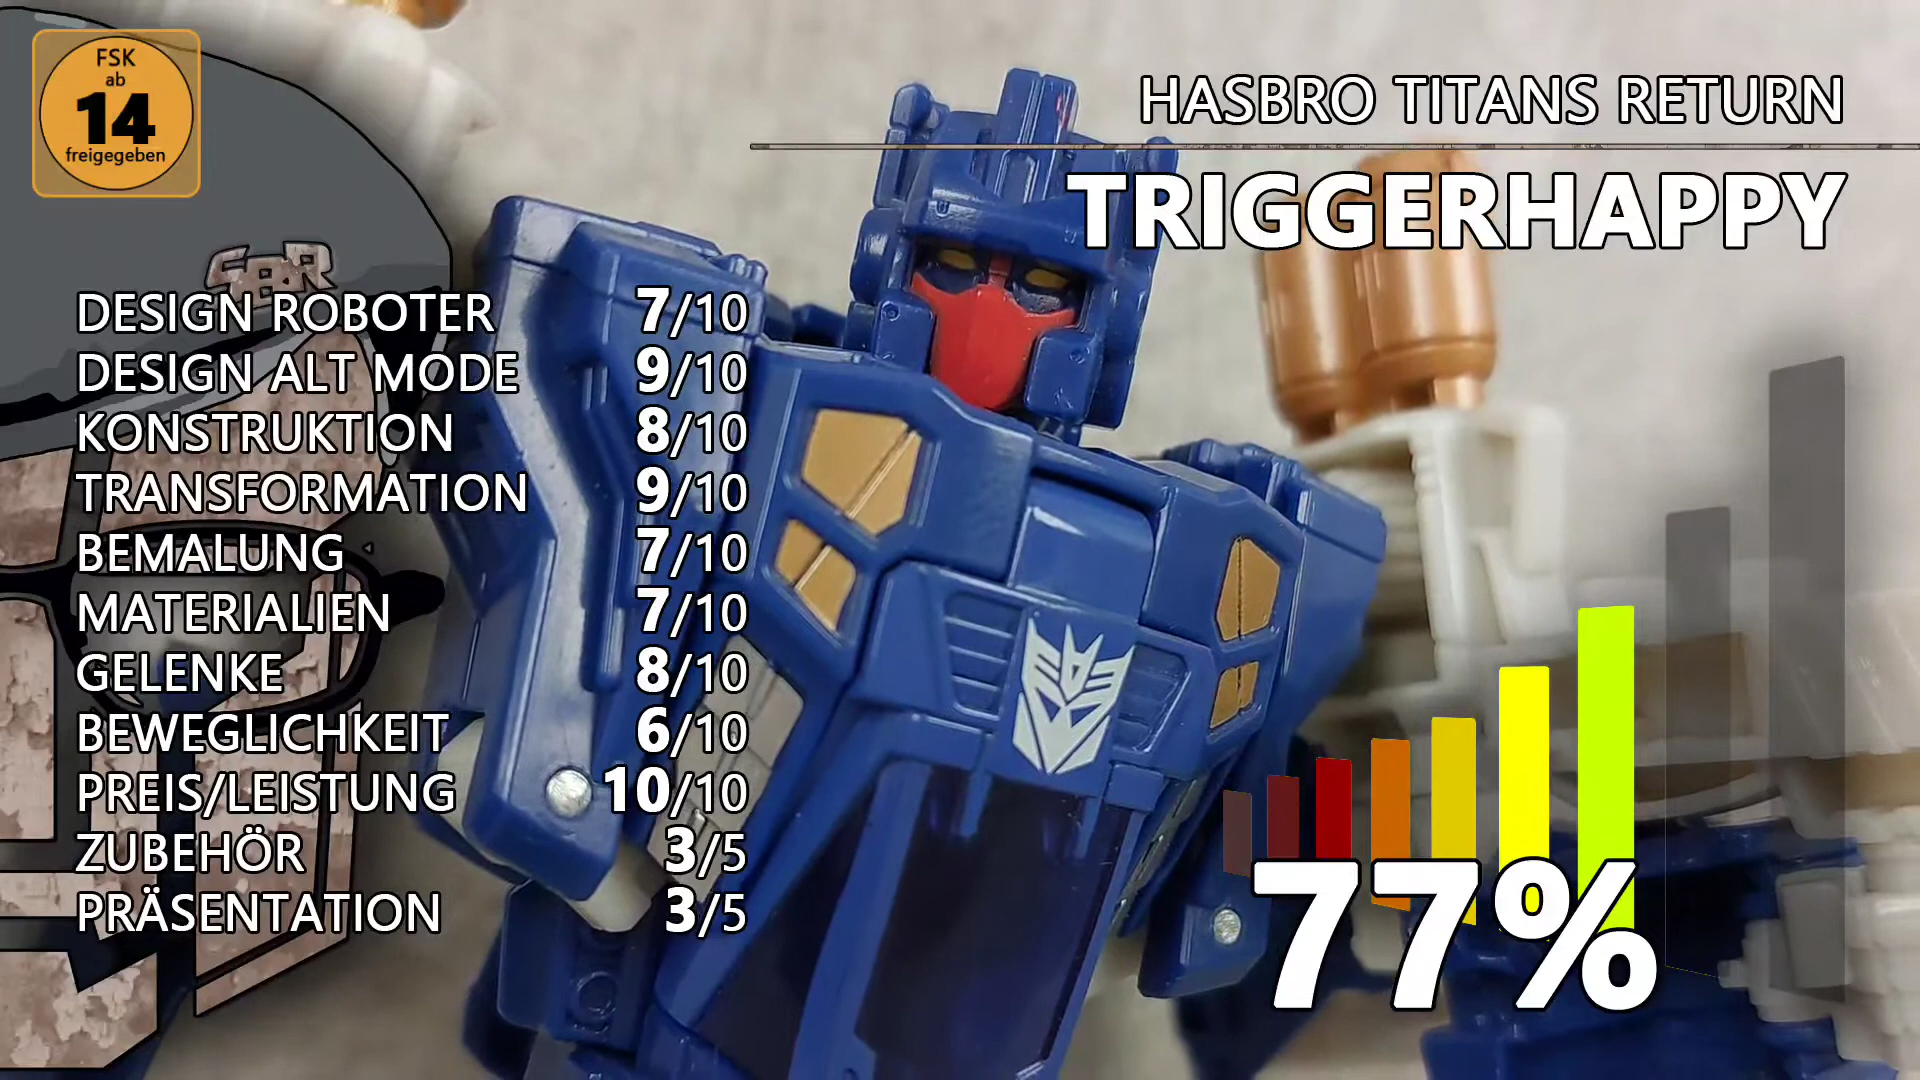 FSK
ab
14
freigegeben
HASBRO TITANS RETURN
TRIGGERHAPPY
DESIGN ROBOTER 7/10
DESIGN ALT MODE 9/10
KONSTRUKTION 8/10
TRANSFORMATION 9/10
BEMALUNG 7/10
MATERIALIEN 7/10
GELENKE 8/10
BEWEGLICHKEIT 6/10
PREIS/LEISTUNG 10/10
ZUBEHÖR 3/5
PRÄSENTATION 3/5
77%